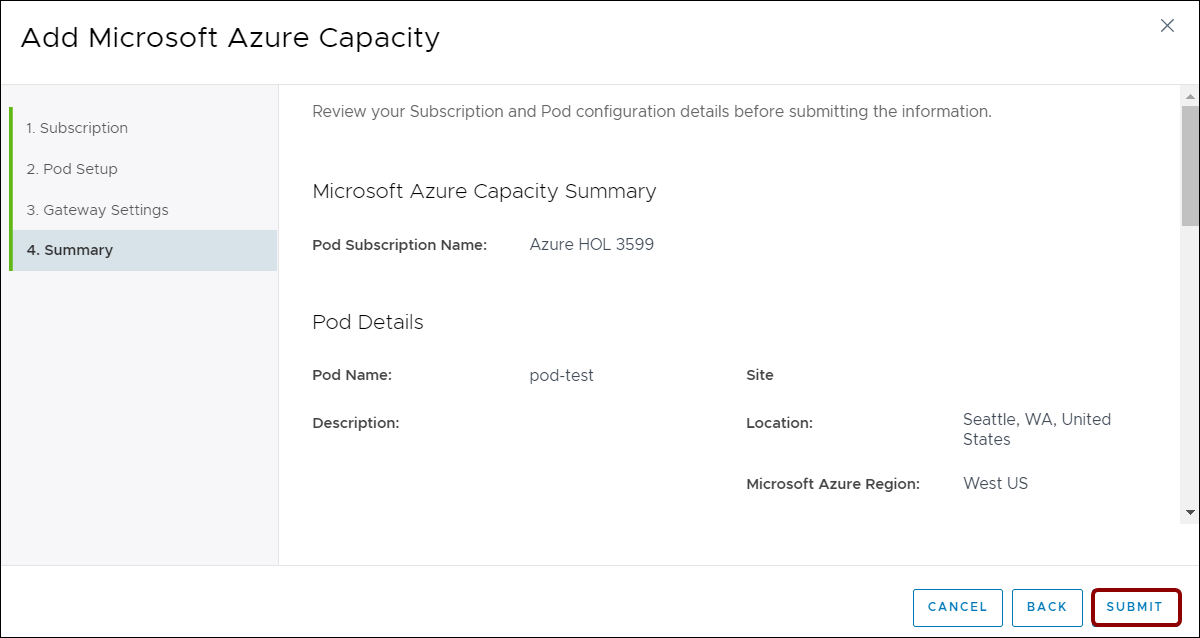 Add Microsoft Azure Capacity
1. Subscription
2. Pod Setup
3. Gateway Settings
4. Summary
Review your Subscription and Pod configuration details before submitting the information.
Microsoft Azure Capacity Summary
Pod Subscription Name: Azure HOL 3599
Pod Details
Pod Name: pod-test Site
Description: Location: Seattle, WA, United
States
Microsoft Azure Region: West US
CANCEL BACK SUBMIT